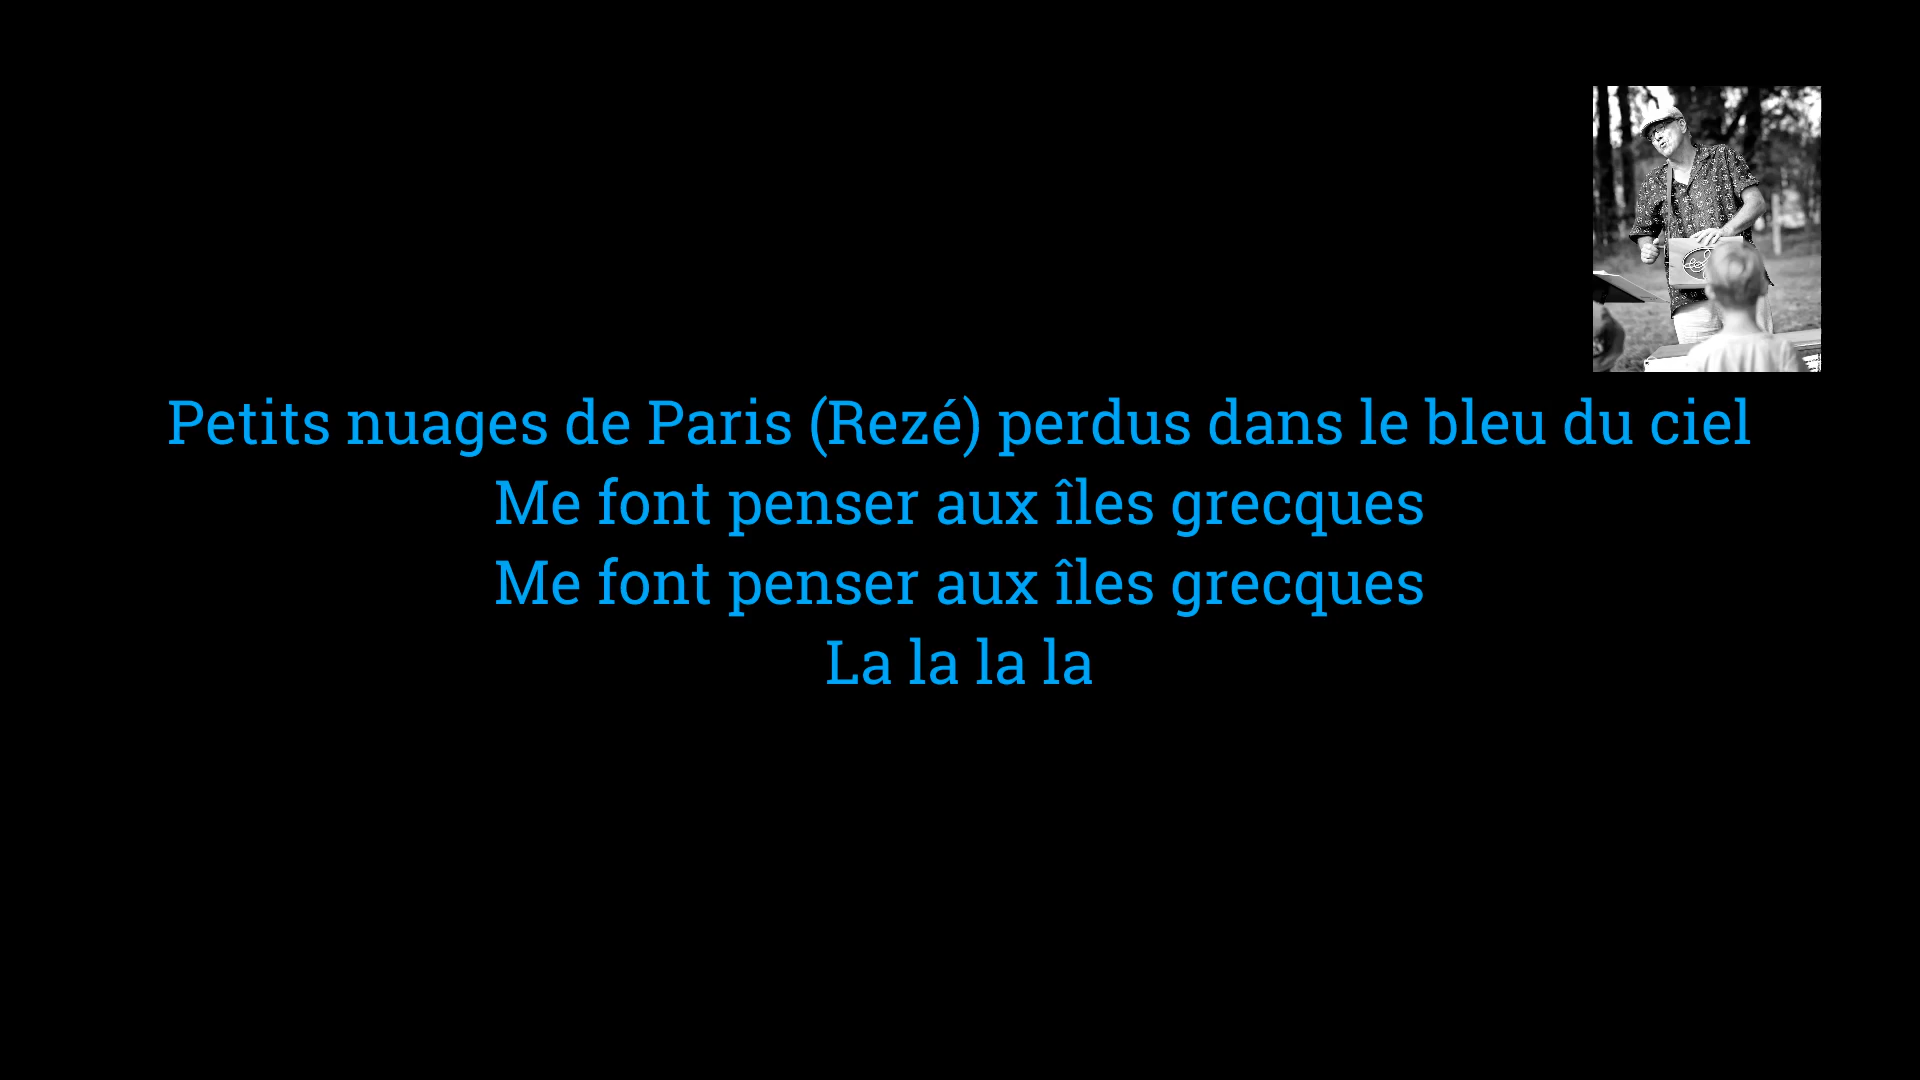 Petits nuages de Paris (Rezé) perdus dans le bleu du ciel
Me font penser aux îles grecques
Me font penser aux îles grecques
La la la la